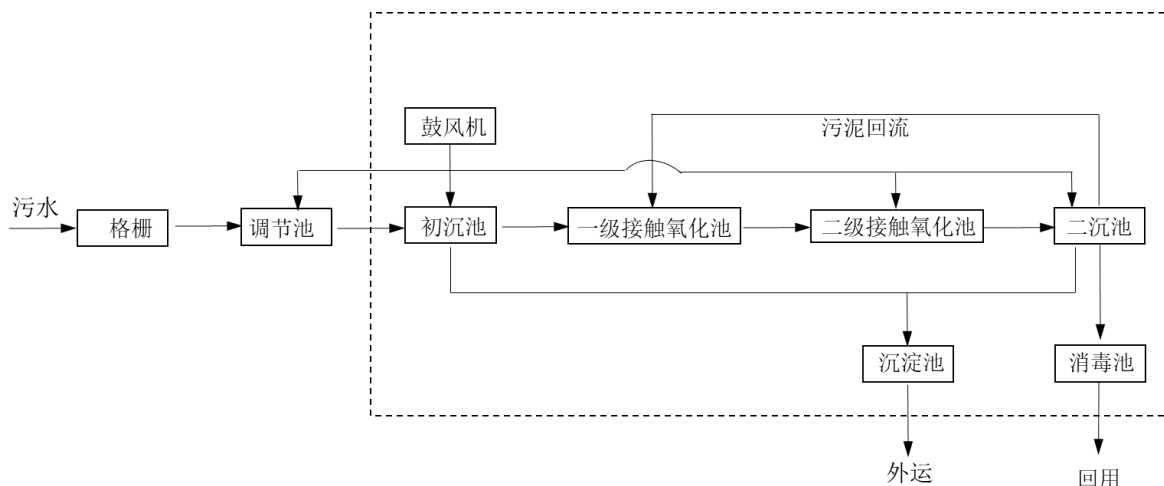 鼓风机
污泥回流
污水
格栅
调节池
初沉池
一级接触氧化池
二级接触氧化池
二沉池
沉淀池
消毒池
外运
回用